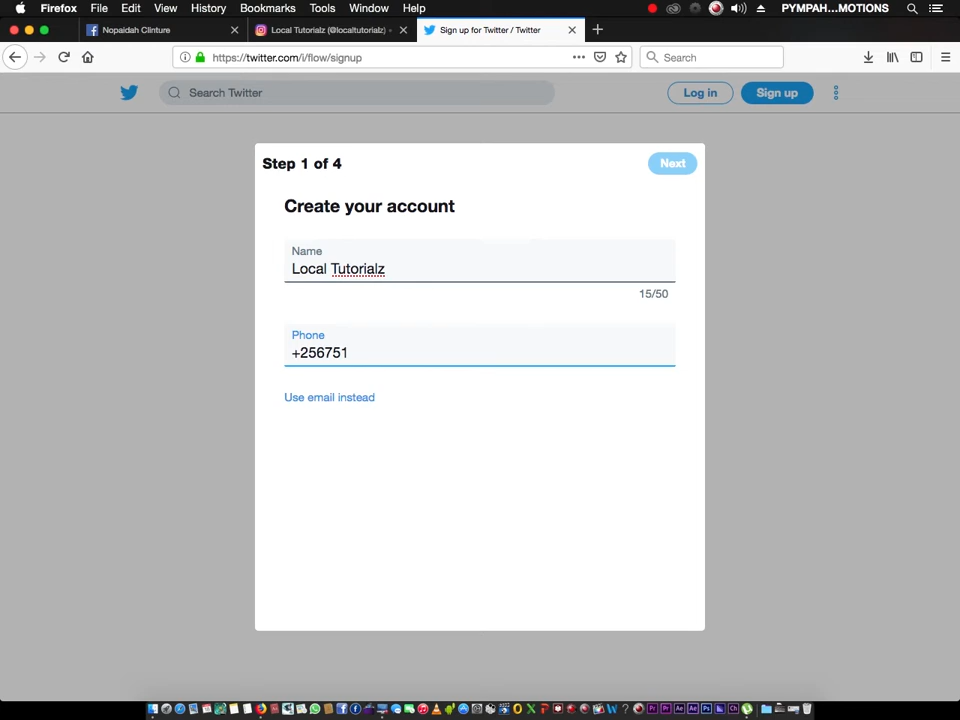 Firefox File Edit View History Bookmarks Tools Window Help PYMPAH...MOTIONS
Nopaidah Clinture
Local Tutorialz (@localtutorialz) •
Sign up for Twitter / Twitter
https://twitter.com/i/flow/signup
Search
Search Twitter
Log in
Sign up
Step 1 of 4
Next
Create your account
Name
Local Tutorialz
15/50
Phone
+256751
Use email instead